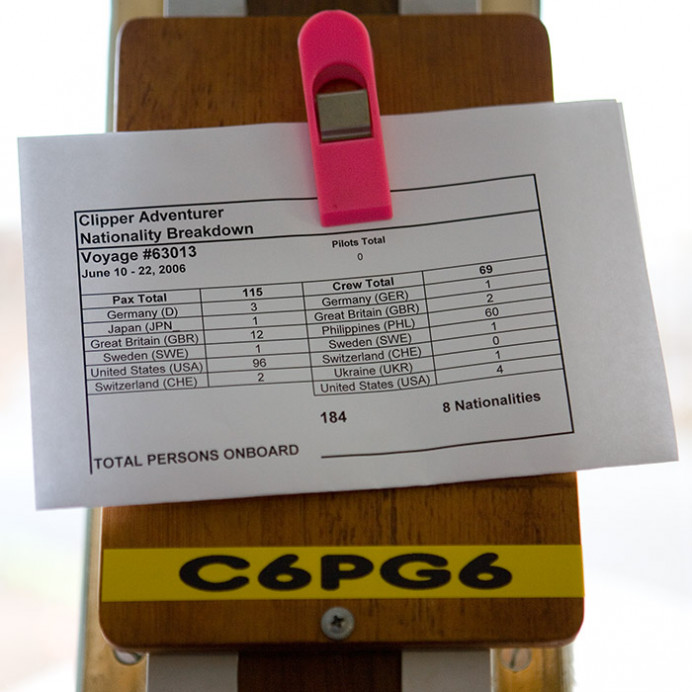 Clipper Adventurer
Nationality Breakdown
Voyage #63013
June 10 - 22, 2006
Pilots Total
0
Pax Total 115
Germany (D) 3
Japan (JPN 1
Great Britain (GBR) 12
Sweden (SWE) 1
United States (USA) 96
Switzerland (CHE) 2
Crew Total 69
Germany (GER) 1
Great Britain (GBR) 2
Philippines (PHL) 60
Sweden (SWE) 1
Switzerland (CHE) 0
Ukraine (UKR) 1
United States (USA) 4
184 8 Nationalities
TOTAL PERSONS ONBOARD
C6PG6